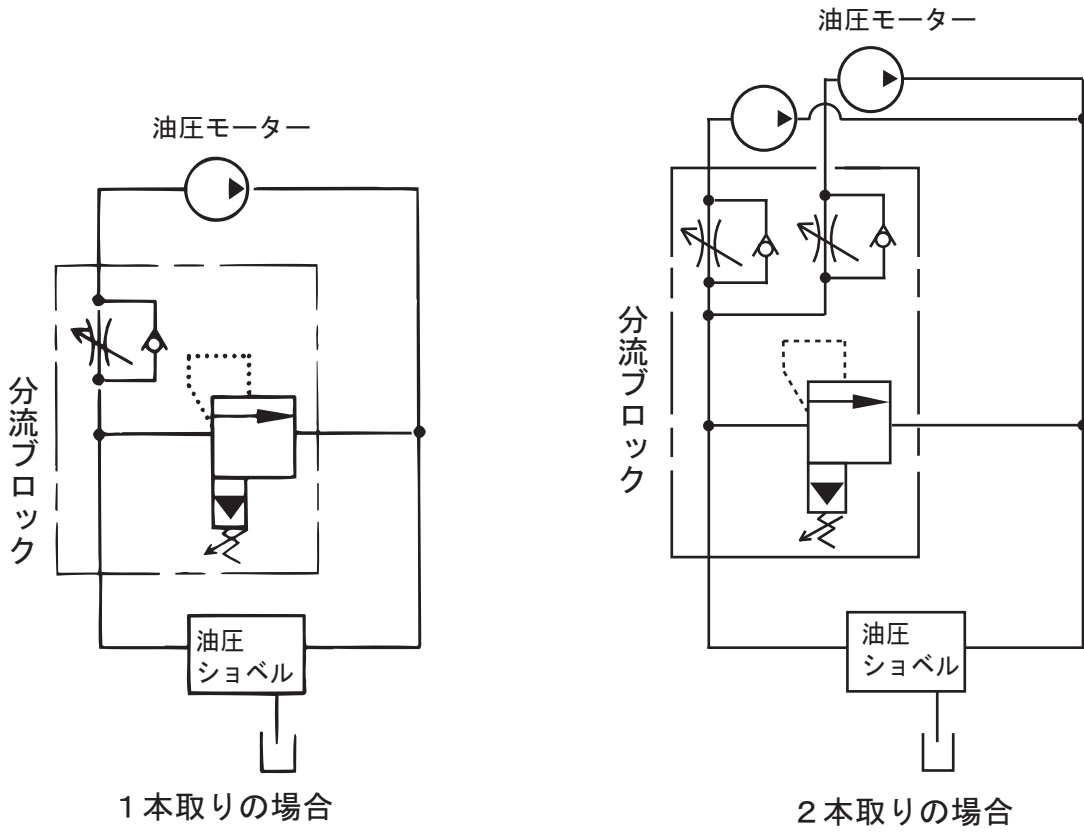 油圧モーター
分流ブロック
油圧
ショベル
１本取りの場合
油圧モーター
分流ブロック
油圧
ショベル
２本取りの場合